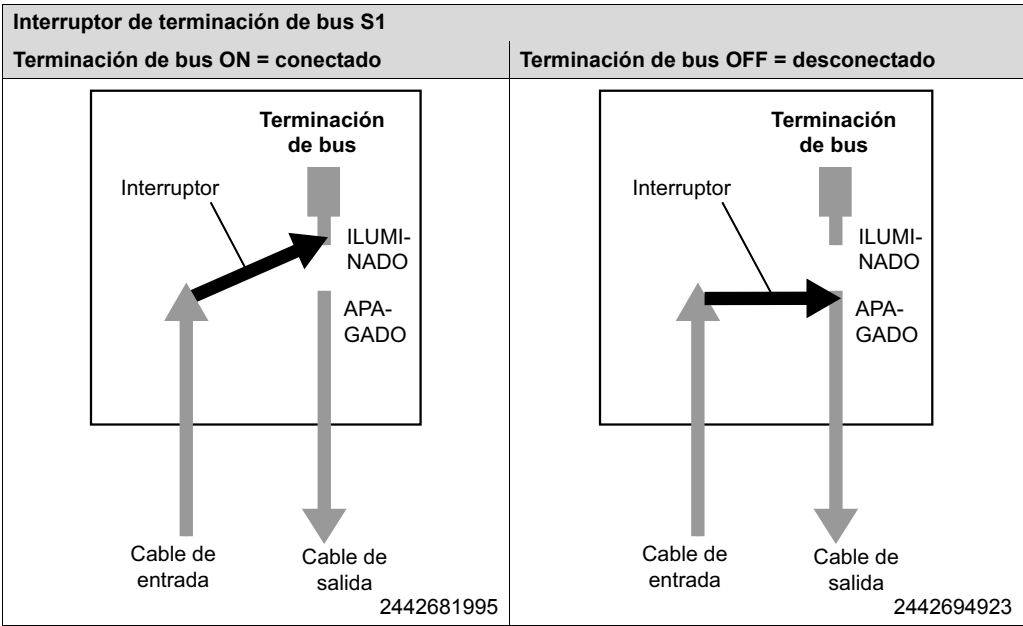 Interruptor de terminación de bus S1
Terminación de bus ON = conectado
Terminación de bus OFF = desconectado
Terminación
de bus
Interruptor
ILUMI-
NADO
APA-
GADO
Cable de
entrada
Cable de
salida
2442681995
Terminación
de bus
Interruptor
ILUMI-
NADO
APA-
GADO
Cable de
entrada
Cable de
salida
2442694923